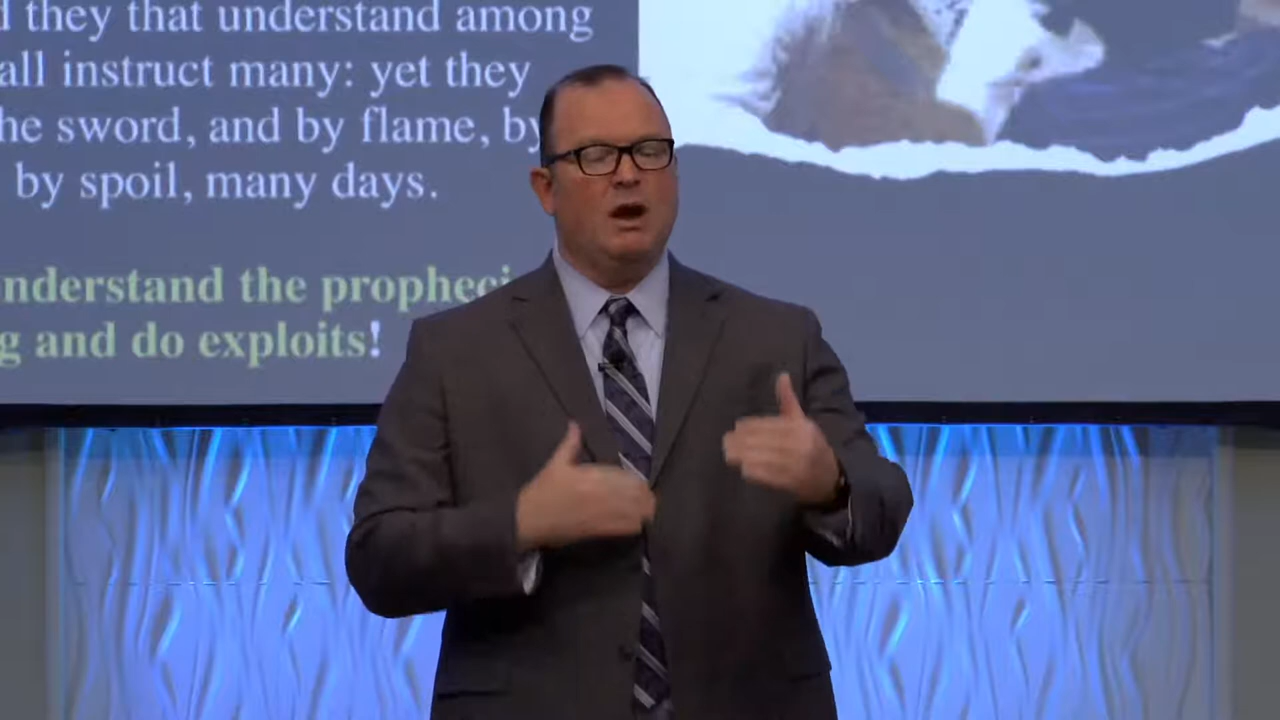 they that understand among
all instruct many: yet they
he sword, and by flame, by
by spoil, many days.
nderstand the propheci
g and do exploits!